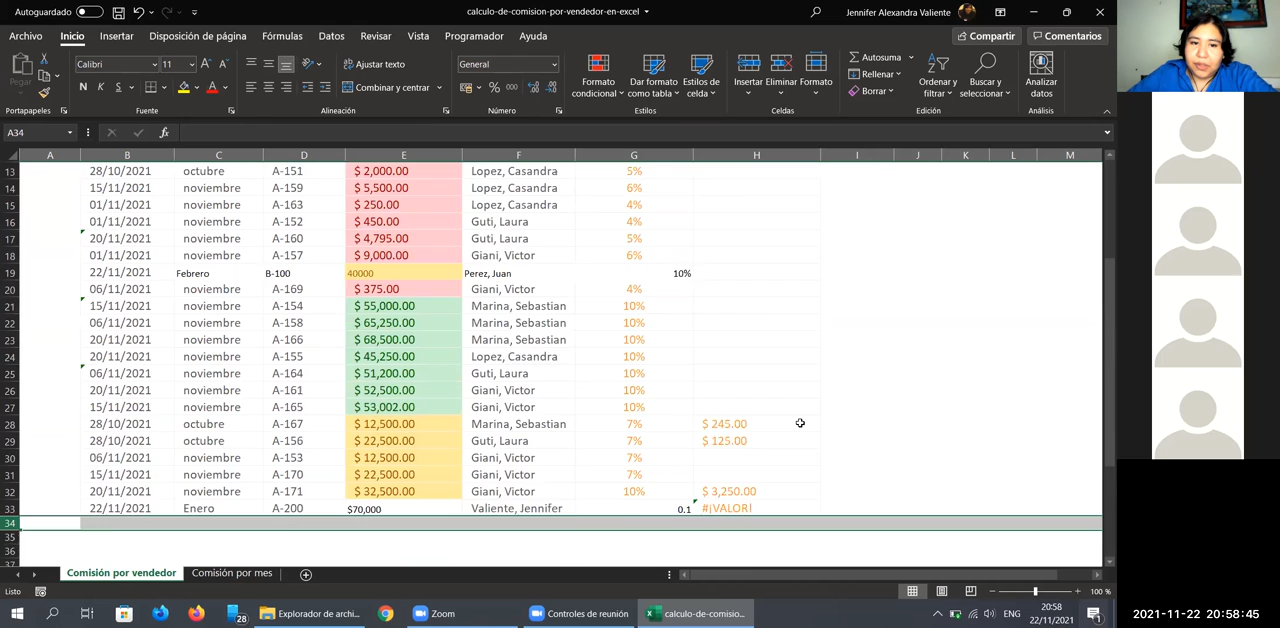 Autoguardado calculo-de-comision-por-vendedor-en-excel Jennifer Alexandra Valiente
Archivo Inicio Insertar Disposición de página Fórmulas Datos Revisar Vista Programador Ayuda Compartir Comentarios
Pegar Calibri 11 A A Ajustar texto General Formato condicional Dar formato como tabla Estilos de celda Insertar Eliminar Formato Autosuma Rellenar Borrar Ordenar y filtrar Buscar y seleccionar Analizar datos
N K S A Combinar y centrar % 000
Portapapeles Fuente Alineación Número Estilos Celdas Edición Análisis
A34 fx
A B C D E F G H I J K L M
13 28/10/2021 octubre A-151 $ 2,000.00 Lopez, Casandra 5%
14 15/11/2021 noviembre A-159 $ 5,500.00 Lopez, Casandra 6%
15 01/11/2021 noviembre A-163 $ 250.00 Lopez, Casandra 4%
16 01/11/2021 noviembre A-152 $ 450.00 Guti, Laura 4%
17 20/11/2021 noviembre A-160 $ 4,795.00 Guti, Laura 5%
18 01/11/2021 noviembre A-157 $ 9,000.00 Giani, Victor 6%
19 22/11/2021 Febrero B-100 40000 Perez, Juan 10%
20 06/11/2021 noviembre A-169 $ 375.00 Giani, Victor 4%
21 15/11/2021 noviembre A-154 $ 55,000.00 Marina, Sebastian 10%
22 06/11/2021 noviembre A-158 $ 65,250.00 Marina, Sebastian 10%
23 20/11/2021 noviembre A-166 $ 68,500.00 Marina, Sebastian 10%
24 20/11/2021 noviembre A-155 $ 45,250.00 Lopez, Casandra 10%
25 06/11/2021 noviembre A-164 $ 51,200.00 Guti, Laura 10%
26 20/11/2021 noviembre A-161 $ 52,500.00 Giani, Victor 10%
27 15/11/2021 noviembre A-165 $ 53,002.00 Giani, Victor 10%
28 28/10/2021 octubre A-167 $ 12,500.00 Marina, Sebastian 7% $ 245.00
29 28/10/2021 octubre A-156 $ 22,500.00 Guti, Laura 7% $ 125.00
30 06/11/2021 noviembre A-153 $ 12,500.00 Giani, Victor 7%
31 15/11/2021 noviembre A-170 $ 22,500.00 Giani, Victor 7%
32 20/11/2021 noviembre A-171 $ 32,500.00 Giani, Victor 10% $ 3,250.00
33 22/11/2021 Enero A-200 $70,000 Valiente, Jennifer 0.1 #¡VALOR!
34
35
36
37
Comisión por vendedor Comisión por mes
Listo 100 %
28 Explorador de archi... Zoom Controles de reunión calculo-de-comisio... ENG 20:58 22/11/2021 1
2021-11-22 20:58:45